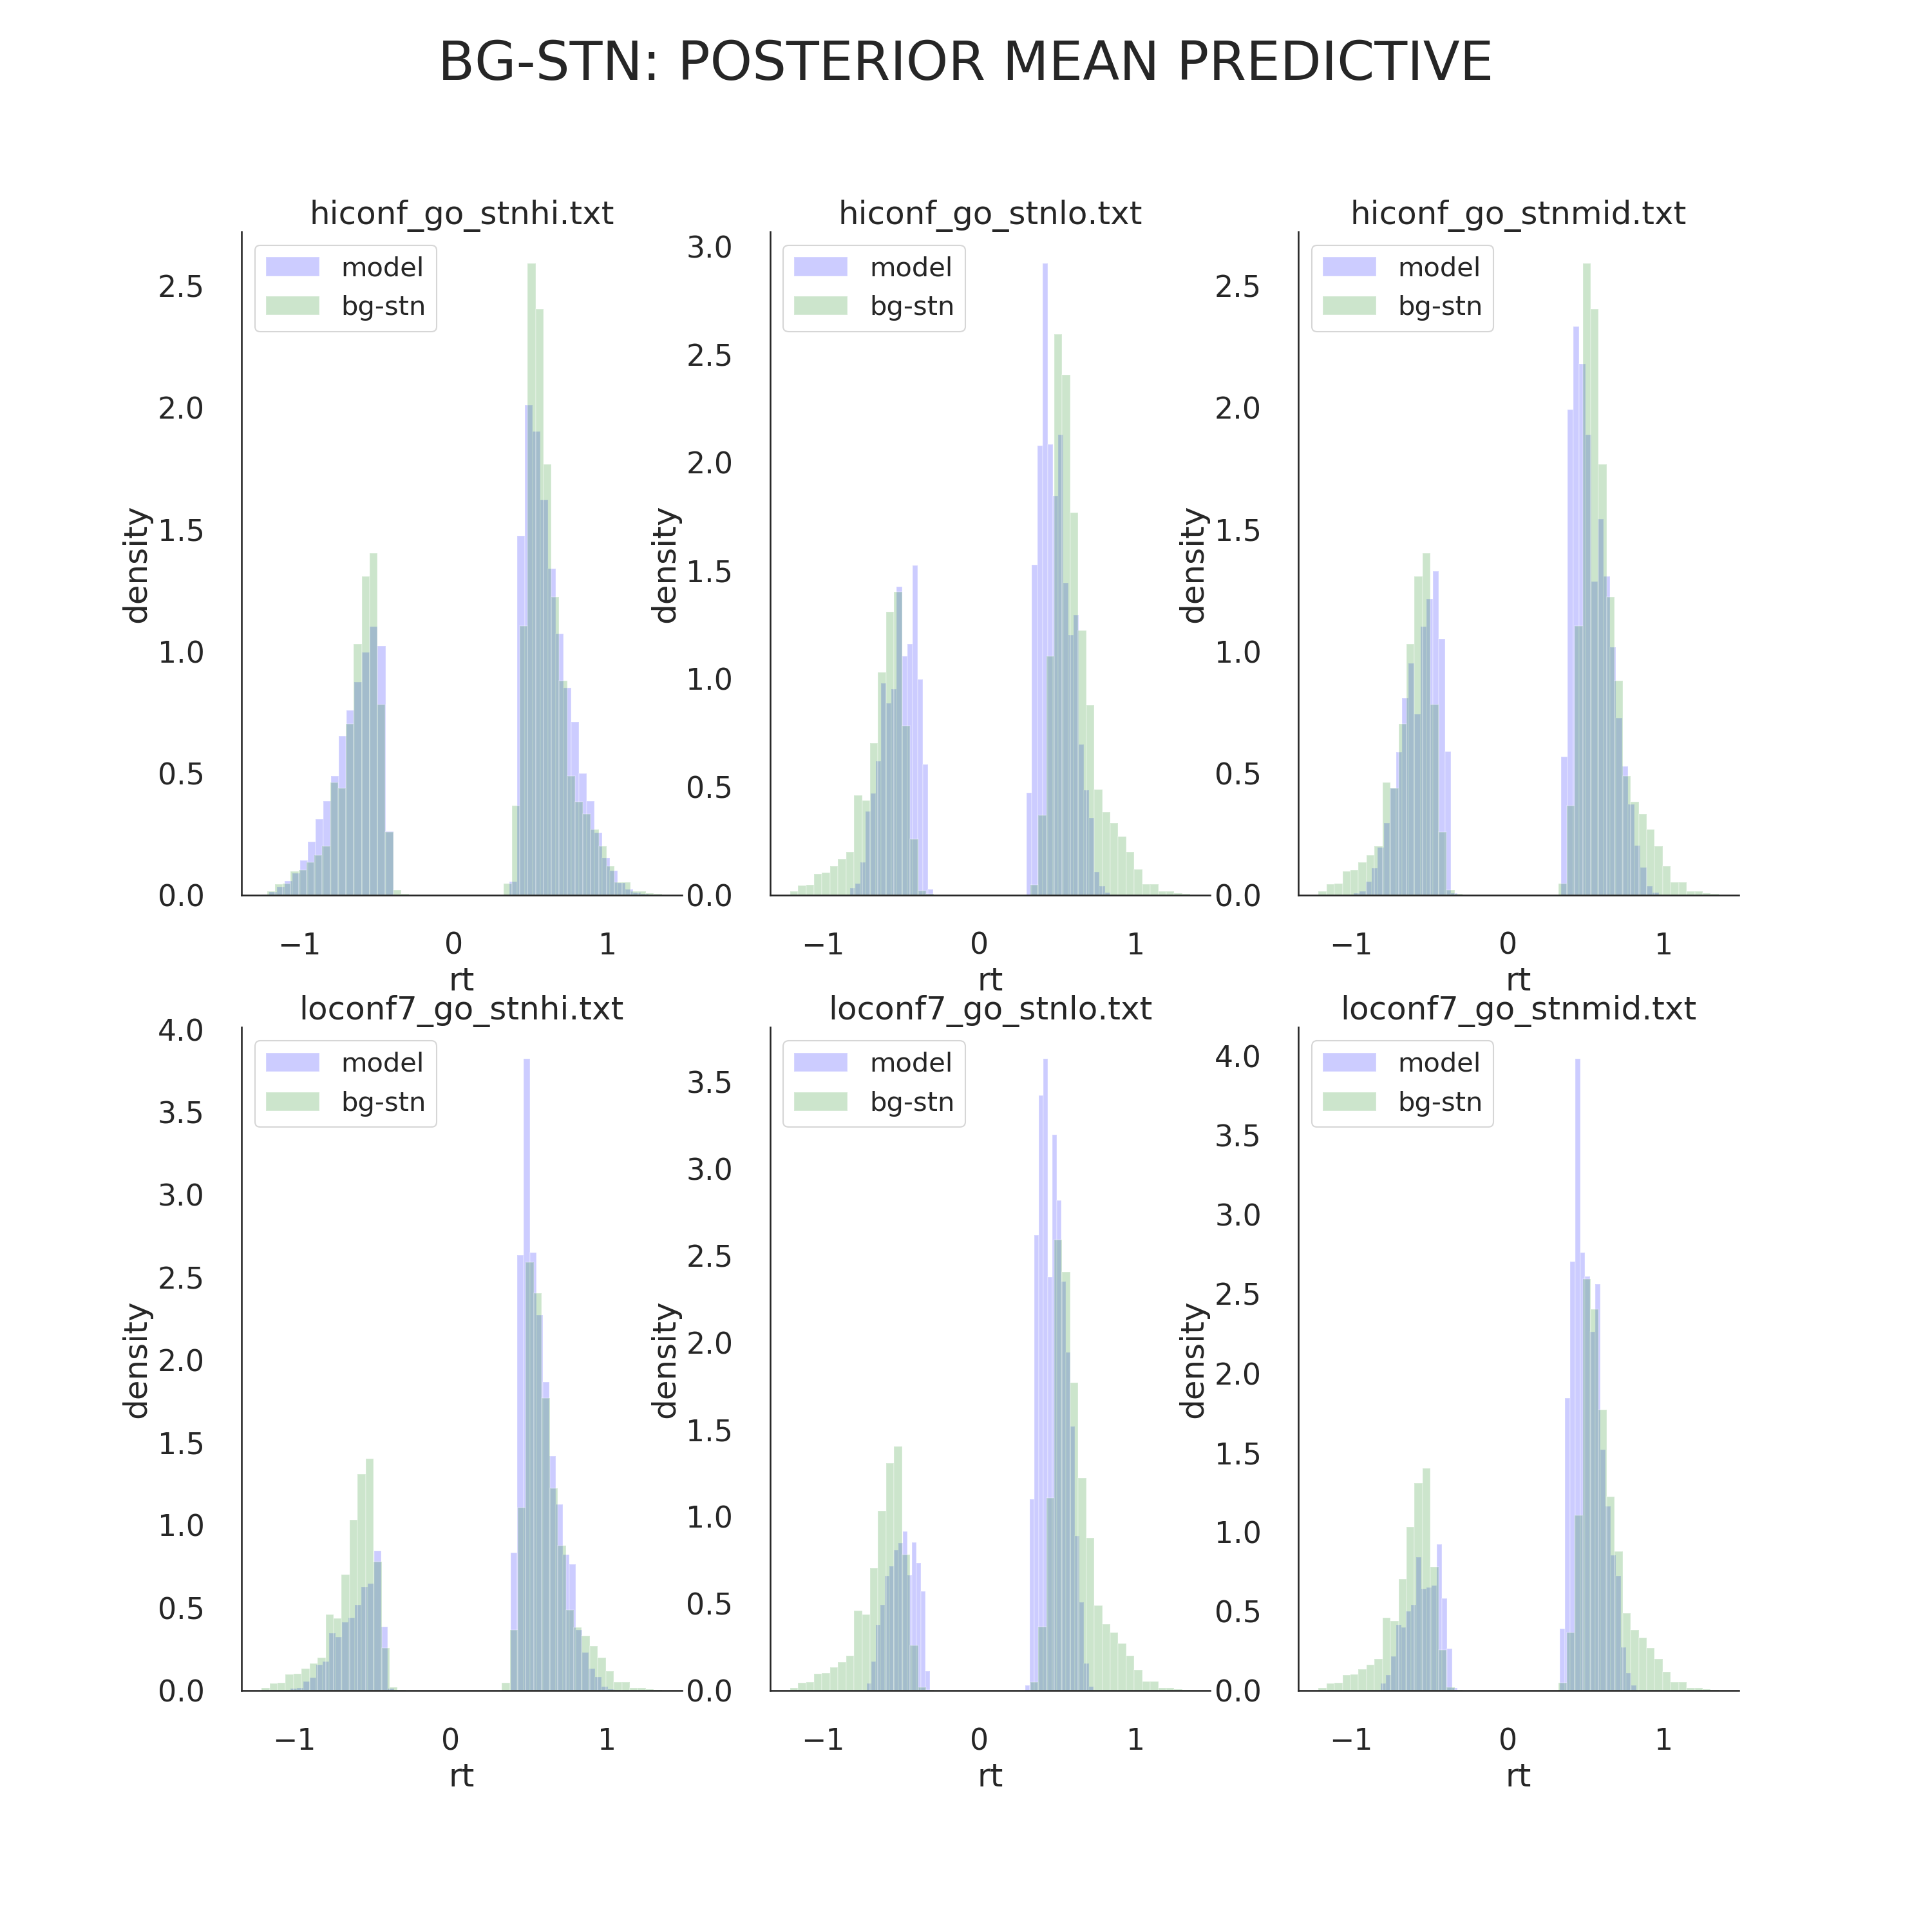 BG-STN: POSTERIOR MEAN PREDICTIVE
hiconf_go_stnhi.txt
model
bg-stn
2.5
2.0
1.5
1.0
0.5
0.0
density
−1 0 1
rt
hiconf_go_stnlo.txt
model
bg-stn
3.0
2.5
2.0
1.5
1.0
0.5
0.0
density
−1 0 1
rt
hiconf_go_stnmid.txt
model
bg-stn
2.5
2.0
1.5
1.0
0.5
0.0
density
−1 0 1
rt
loconf7_go_stnhi.txt
model
bg-stn
4.0
3.5
3.0
2.5
2.0
1.5
1.0
0.5
0.0
density
−1 0 1
rt
loconf7_go_stnlo.txt
model
bg-stn
3.5
3.0
2.5
2.0
1.5
1.0
0.5
0.0
density
−1 0 1
rt
loconf7_go_stnmid.txt
model
bg-stn
4.0
3.5
3.0
2.5
2.0
1.5
1.0
0.5
0.0
density
−1 0 1
rt